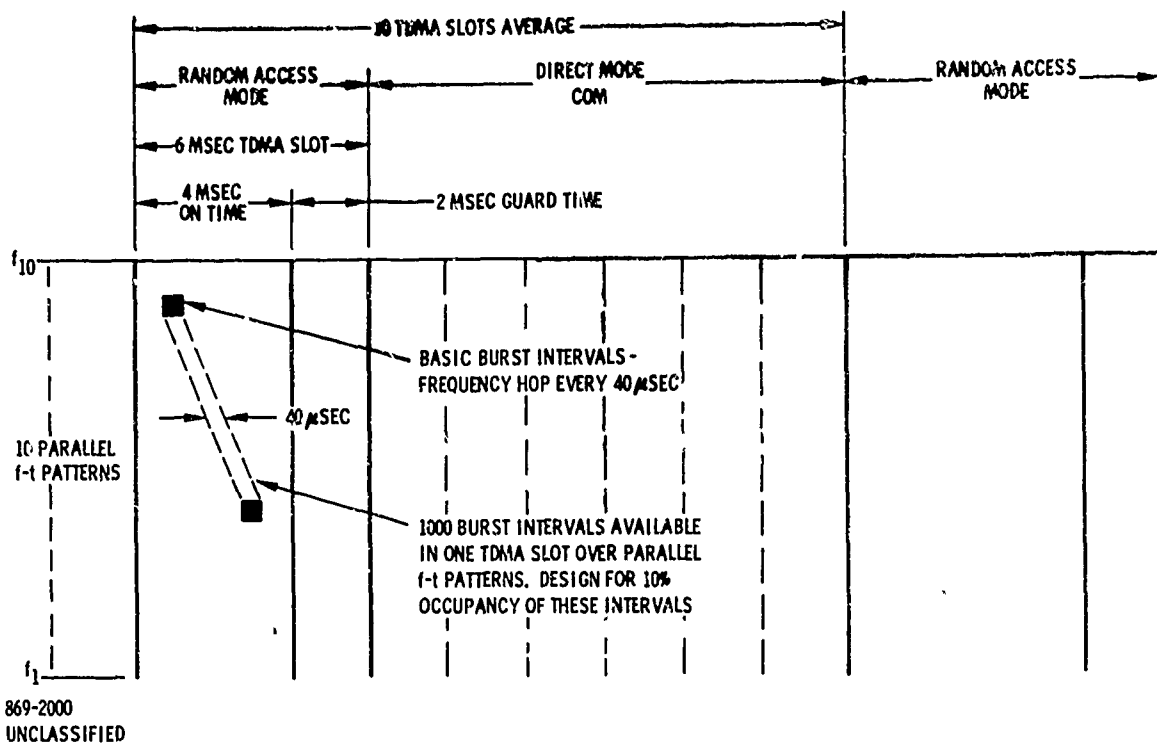 10 TDMA SLOTS AVERAGE
RANDOM ACCESS
MODE
DIRECT MODE
COM
RANDOM ACCESS
MODE
6 MSEC TDMA SLOT
4 MSEC
ON TIME
2 MSEC GUARD TIME
f10
BASIC BURST INTERVALS -
FREQUENCY HOP EVERY 40 µSEC
40 µSEC
10 PARALLEL
f-t PATTERNS
1000 BURST INTERVALS AVAILABLE
IN ONE TDMA SLOT OVER PARALLEL
f-t PATTERNS. DESIGN FOR 10%
OCCUPANCY OF THESE INTERVALS
f1
869-2000
UNCLASSIFIED